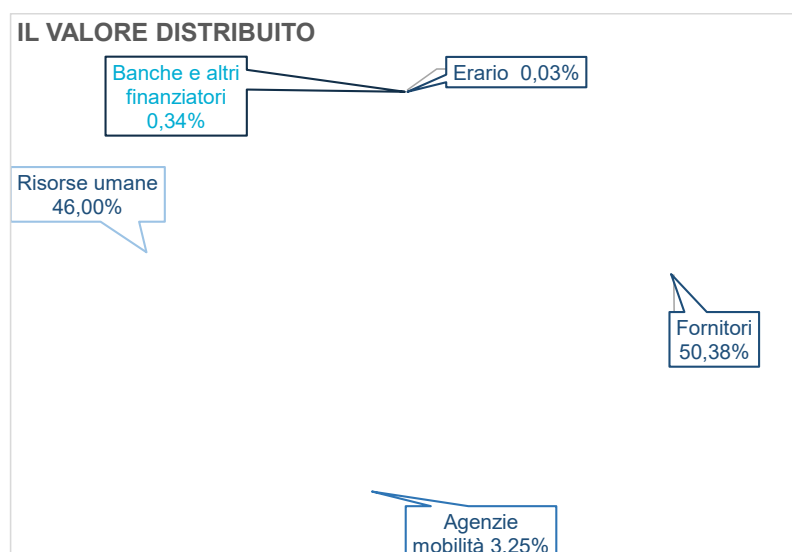 IL VALORE DISTRIBUITO
Banche e altri
finanziatori
0,34%
Erario 0,03%
Risorse umane
46,00%
Fornitori
50,38%
Agenzie
mobilità 3,25%